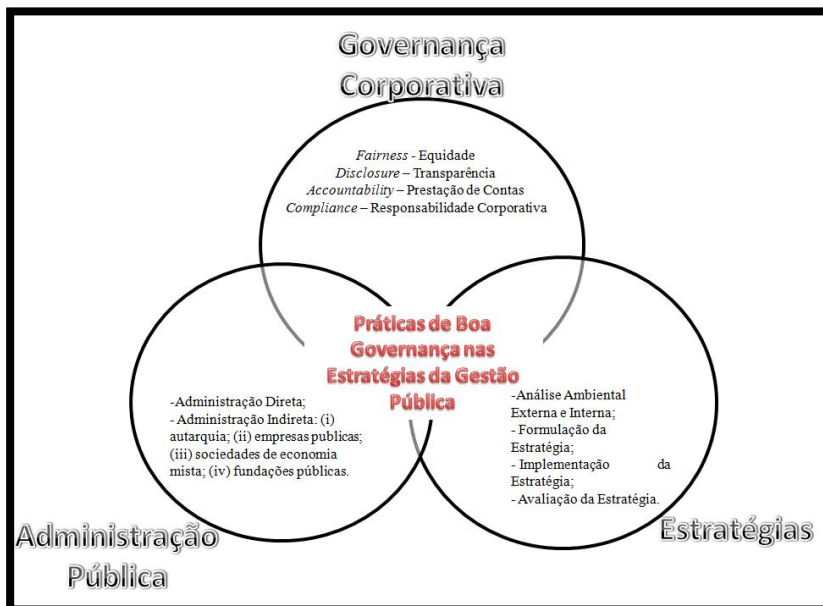 Governança
Corporativa
Fairness - Equidade
Disclosure – Transparência
Accountability – Prestação de Contas
Compliance – Responsabilidade Corporativa
Práticas de Boa
Governança nas
Estratégias da Gestão
Pública
-Administração Direta;
- Administração Indireta: (i)
autarquia; (ii) empresas publicas;
(iii) sociedades de economia
mista; (iv) fundações públicas.
-Análise Ambiental
Externa e Interna;
- Formulação da
Estratégia;
- Implementação da
Estratégia;
- Avaliação da Estratégia.
Administração
Pública
Estratégias